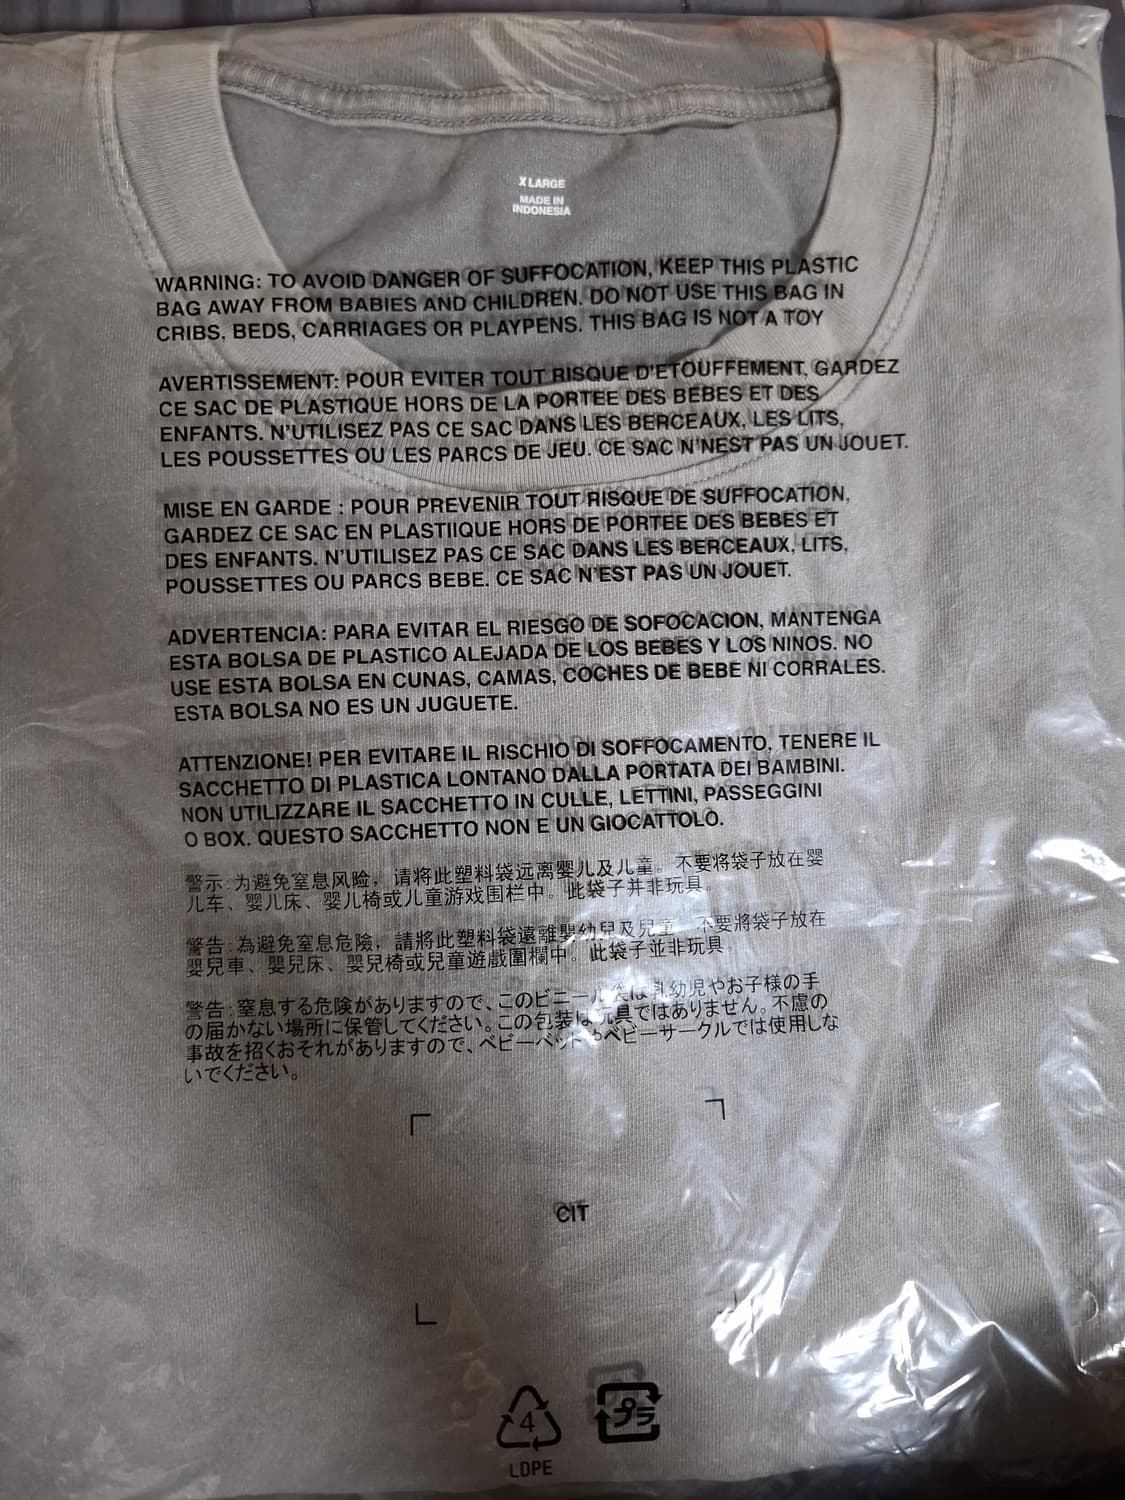 X LARGE
MADE IN
INDONESIA
WARNING: TO AVOID DANGER OF SUFFOCATION, KEEP THIS PLASTIC
BAG AWAY FROM BABIES AND CHILDREN. DO NOT USE THIS BAG IN
CRIBS, BEDS, CARRIAGES OR PLAYPENS. THIS BAG IS NOT A TOY
AVERTISSEMENT: POUR EVITER TOUT RISQUE D'ETOUFFEMENT, GARDEZ
CE SAC DE PLASTIQUE HORS DE LA PORTEE DES BEBES ET DES
ENFANTS. N'UTILISEZ PAS CE SAC DANS LES BERCEAUX, LES LITS,
LES POUSSETTES OU LES PARCS DE JEU. CE SAC N'NEST PAS UN JOUET.
MISE EN GARDE : POUR PREVENIR TOUT RISQUE DE SUFFOCATION,
GARDEZ CE SAC EN PLASTIIQUE HORS DE PORTEE DES BEBES ET
DES ENFANTS. N'UTILISEZ PAS CE SAC DANS LES BERCEAUX, LITS,
POUSSETTES OU PARCS BEBE. CE SAC N'EST PAS UN JOUET.
ADVERTENCIA: PARA EVITAR EL RIESGO DE SOFOCACION, MANTENGA
ESTA BOLSA DE PLASTICO ALEJADA DE LOS BEBES Y LOS NINOS. NO
USE ESTA BOLSA EN CUNAS, CAMAS, COCHES DE BEBE NI CORRALES.
ESTA BOLSA NO ES UN JUGUETE.
ATTENZIONE! PER EVITARE IL RISCHIO DI SOFFOCAMENTO, TENERE IL
SACCHETTO DI PLASTICA LONTANO DALLA PORTATA DEI BAMBINI.
NON UTILIZZARE IL SACCHETTO IN CULLE, LETTINI, PASSEGGINI
O BOX. QUESTO SACCHETTO NON E UN GIOCATTOLO.
警示:为避免窒息风险，请将此塑料袋远离婴儿及儿童。不要将袋子放在婴
儿车、婴儿床、婴儿椅或儿童游戏围栏中。此袋子并非玩具。
警告:為避免窒息危險，請將此塑料袋遠離嬰幼兒及兒童 不要將袋子放在
嬰兒車、嬰兒床、嬰兒椅或兒童遊戲圍欄中。此袋子並非玩具。
警告:窒息する危険がありますので、このビニール袋は乳幼児やお子様の手
の届かない場所に保管してください。この包装は玩具ではありません。不慮の
事故を招くおそれがありますので、ベビーベッドやベビーサークルでは使用しな
いでください。
CIT
4
プラ
LDPE